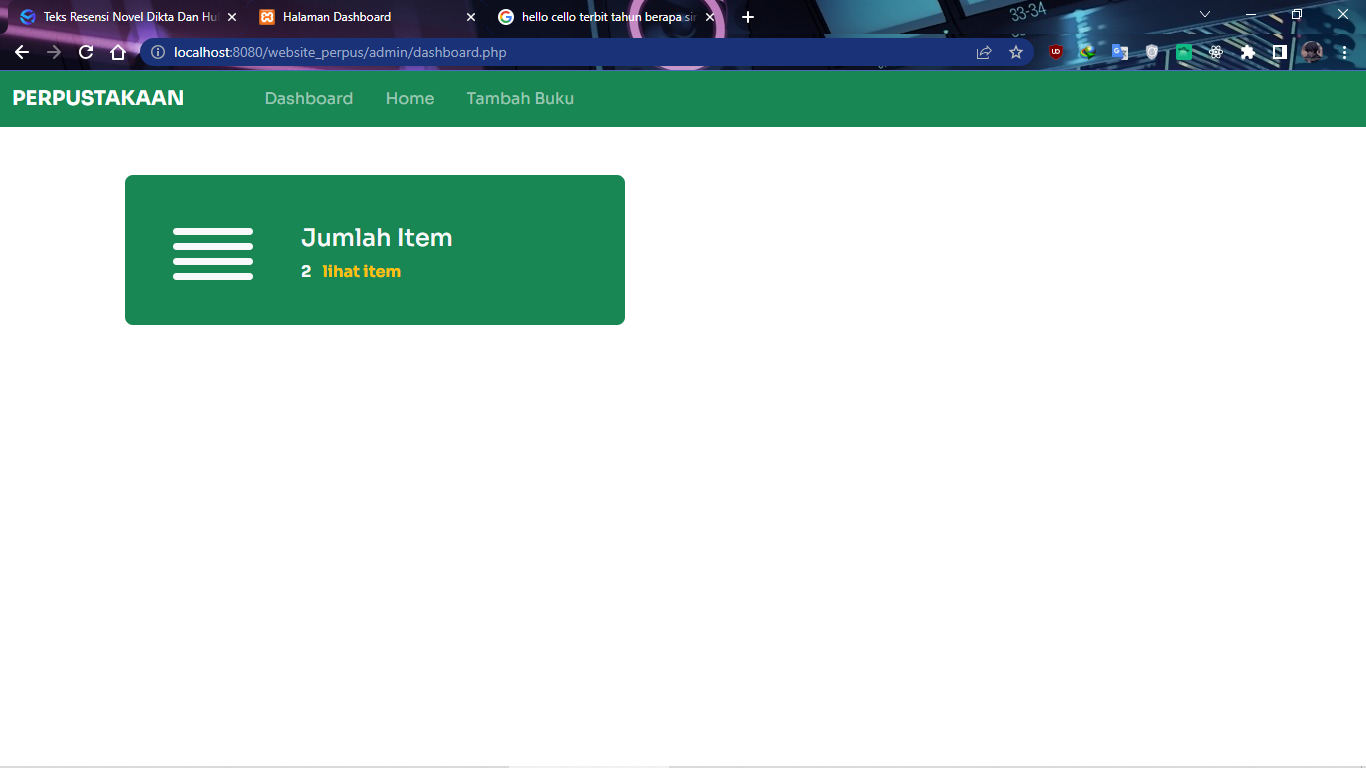 Teks Resensi Novel Dikta Dan Hu
Halaman Dashboard
hello cello terbit tahun berapa si
33-34
localhost:8080/website_perpus/admin/dashboard.php
PERPUSTAKAAN
Dashboard
Home
Tambah Buku
Jumlah Item
2 lihat item